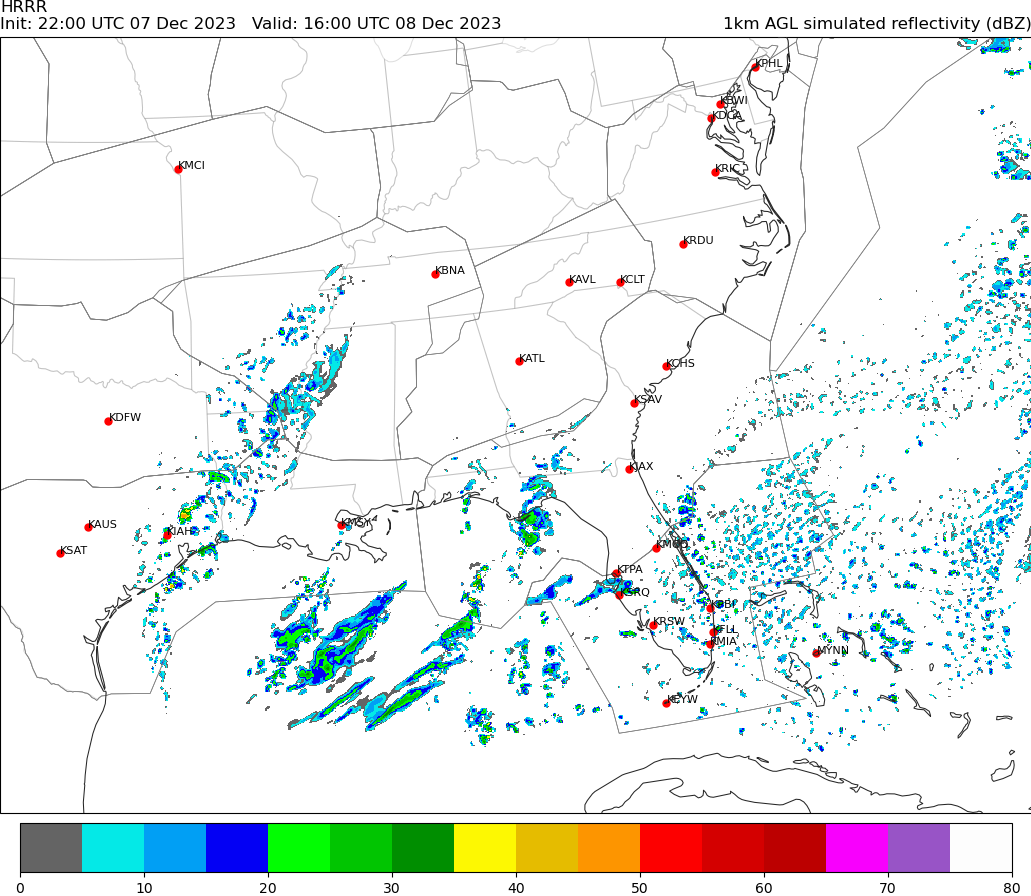 HRRR
Init: 22:00 UTC 07 Dec 2023 Valid: 16:00 UTC 08 Dec 2023 1km AGL simulated reflectivity (dBZ)
KPHL
KBWI
KDCA
KMCI
KRIC
KRDU
KBNA
KAVL KCLT
KATL
KCHS
KSAV
KDFW
KJAX
KAUS KIAH KMSY
KSAT
KMCO
KTPA
KSRQ
KPBI
KRSW
KFLL
KMIA
MYNN
KEYW
0 10 20 30 40 50 60 70 80